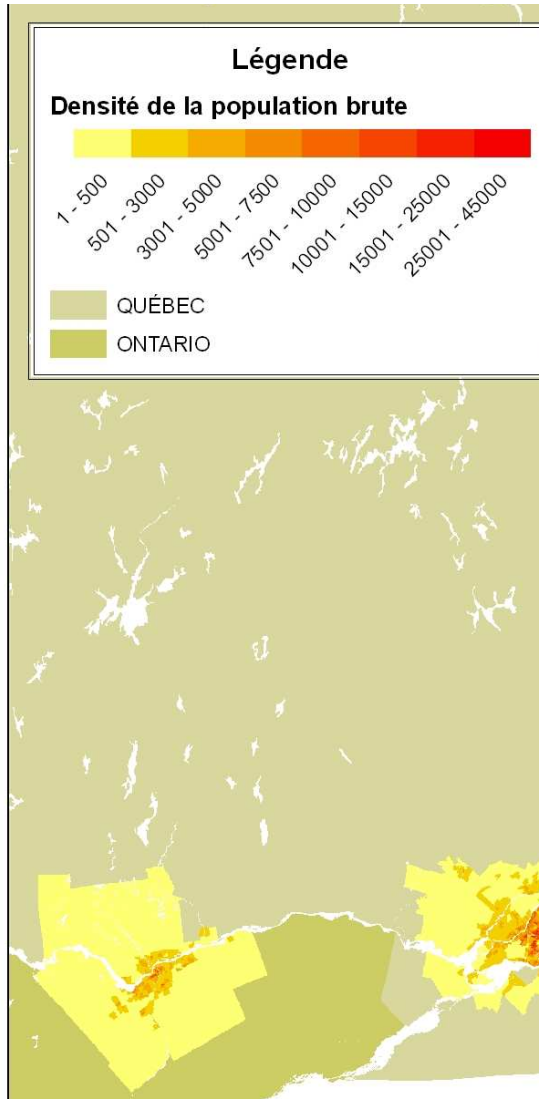 Légende
Densité de la population brute
1 - 500
501 - 3000
3001 - 5000
5001 - 7500
7501 - 10000
10001 - 15000
15001 - 25000
25001 - 45000
QUÉBEC
ONTARIO